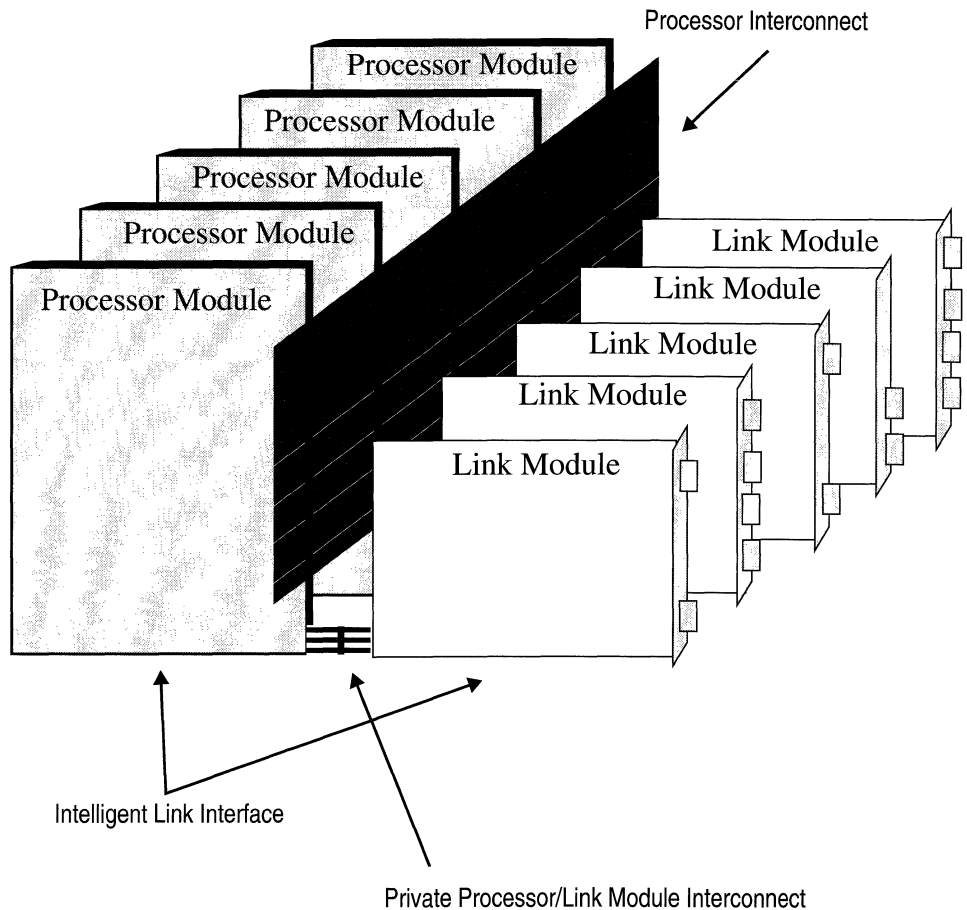 Processor Interconnect
Processor Module
Processor Module
Processor Module
Processor Module
Processor Module
Link Module
Link Module
Link Module
Link Module
Link Module
Intelligent Link Interface
Private Processor/Link Module Interconnect